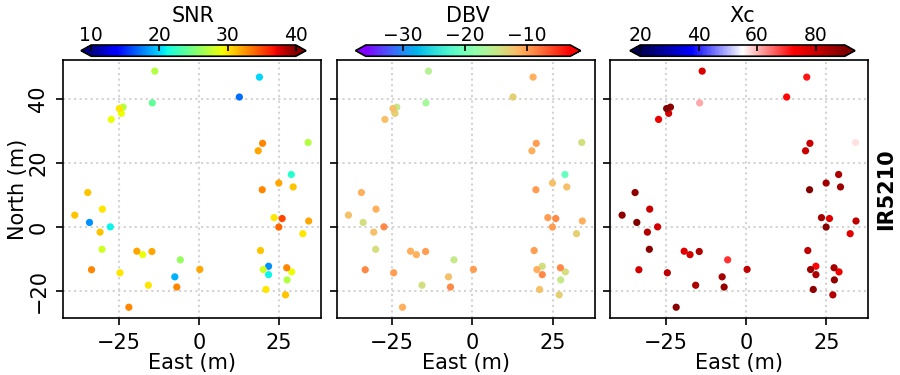 SNR DBV Xc
10 20 30 40 −30 −20 −10 20 40 60 80
40
20
0
−20
North (m)
IR5210
−25 0 25 −25 0 25 −25 0 25
East (m) East (m) East (m)